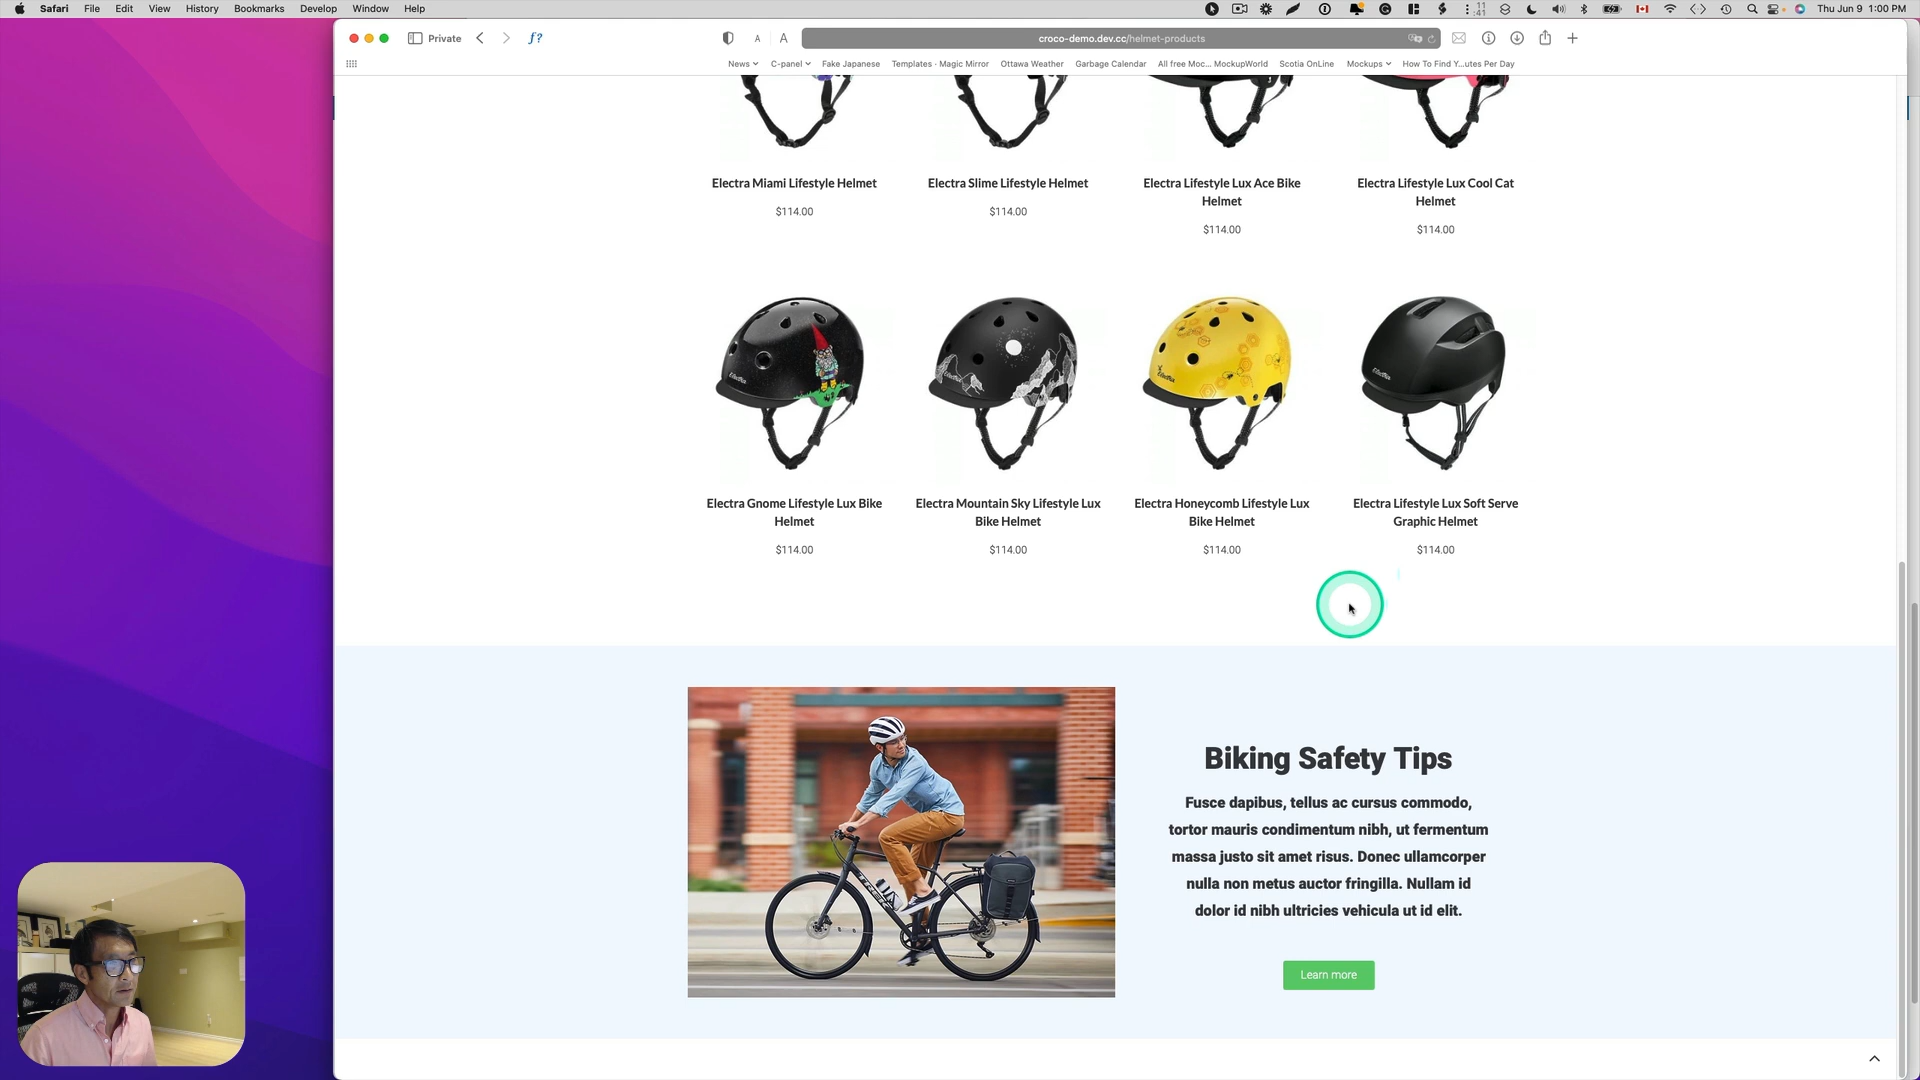 Safari File Edit View History Bookmarks Develop Window Help 11 :41 Thu Jun 9 1:00 PM
Private f? A A croco-demo.dev.cc/helmet-products
News C-panel Fake Japanese Templates - Magic Mirror Ottawa Weather Garbage Calendar All free Moc... MockupWorld Scotia OnLine Mockups How To Find Y...utes Per Day
Electra Miami Lifestyle Helmet
$114.00
Electra Slime Lifestyle Helmet
$114.00
Electra Lifestyle Lux Ace Bike
Helmet
$114.00
Electra Lifestyle Lux Cool Cat
Helmet
$114.00
Electra
Electra
Electra
Electra
Electra Gnome Lifestyle Lux Bike
Helmet
$114.00
Electra Mountain Sky Lifestyle Lux
Bike Helmet
$114.00
Electra Honeycomb Lifestyle Lux
Bike Helmet
$114.00
Electra Lifestyle Lux Soft Serve
Graphic Helmet
$114.00
TREK
Biking Safety Tips
Fusce dapibus, tellus ac cursus commodo,
tortor mauris condimentum nibh, ut fermentum
massa justo sit amet risus. Donec ullamcorper
nulla non metus auctor fringilla. Nullam id
dolor id nibh ultricies vehicula ut id elit.
Learn more